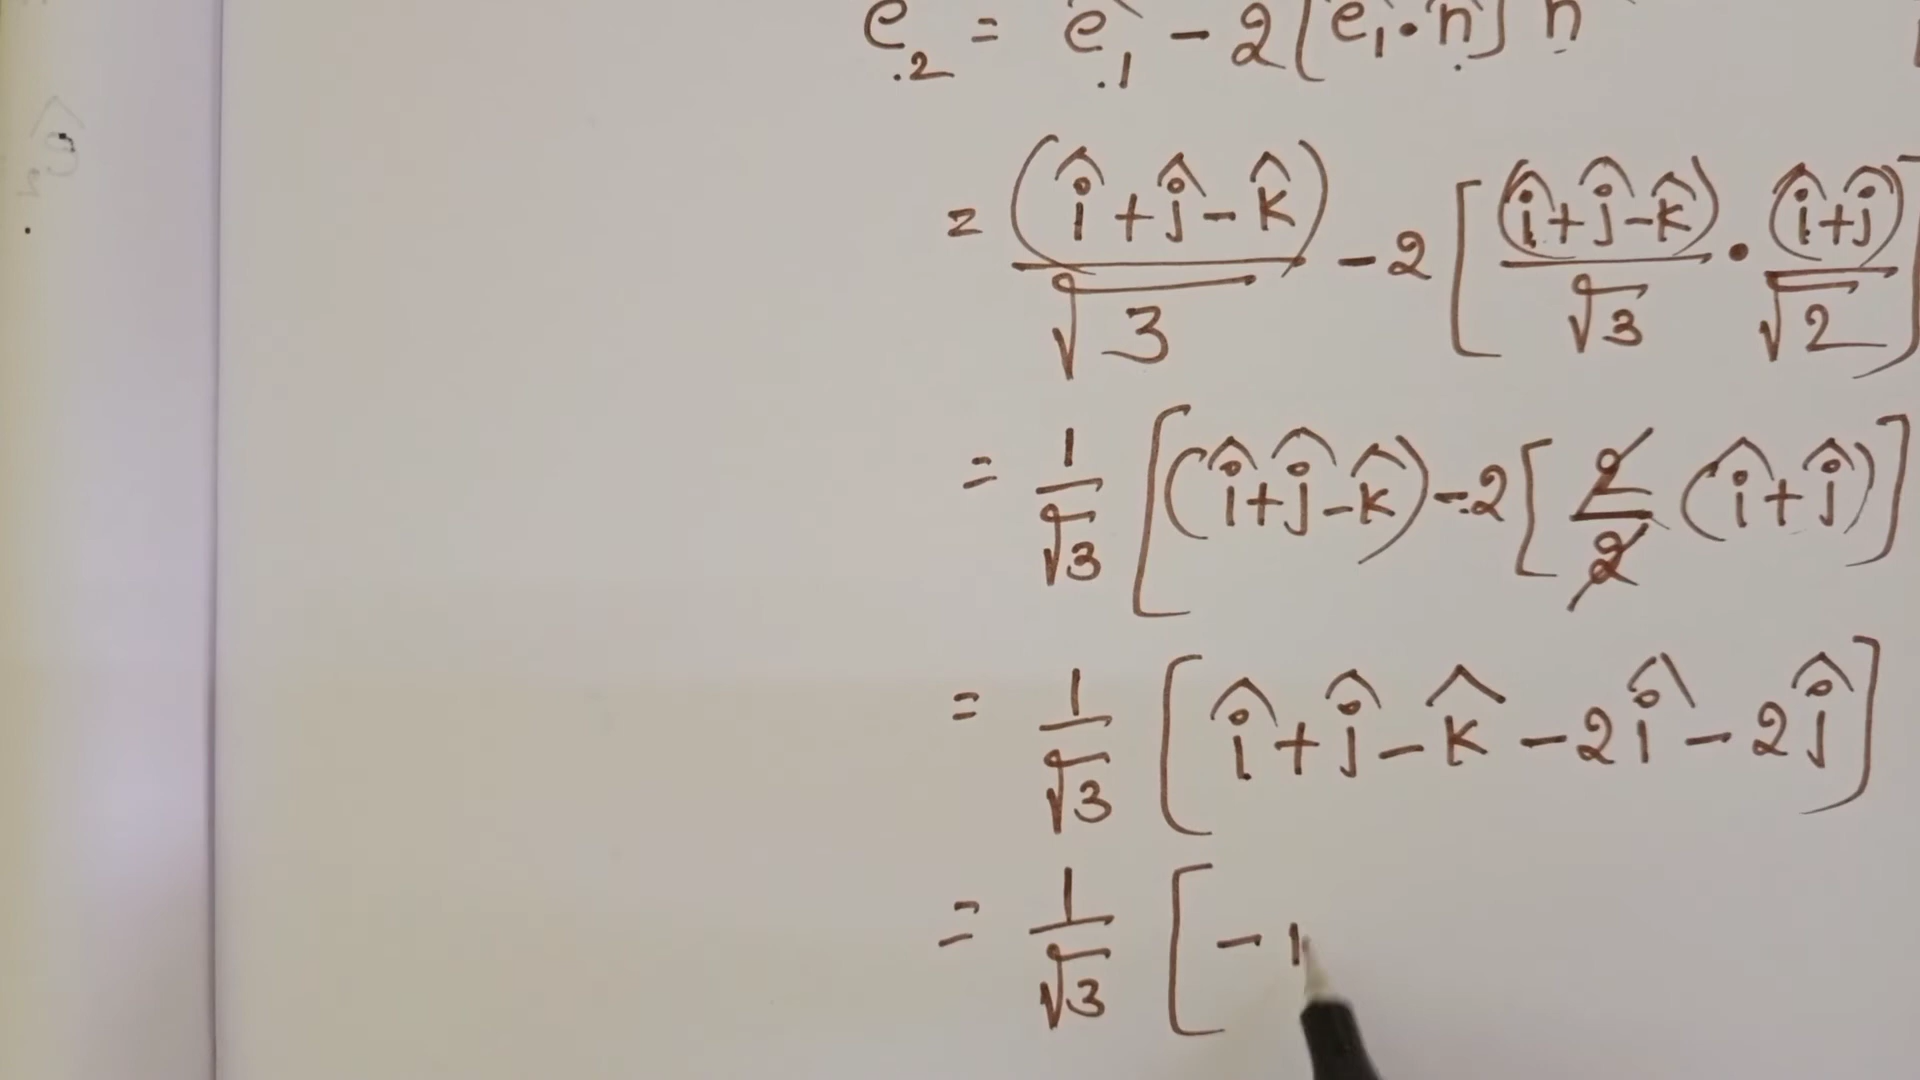 e₂ = e₁ - 2[e₁·n̂] n
= (î+ĵ-k̂)/√3 - 2[(î+ĵ-k̂)/√3 · (î+ĵ)/√2]
= 1/√3 [(î+ĵ-k̂)-2[2/2 (î+ĵ)]
= 1/√3 [î+ĵ-k̂-2î-2ĵ]
= 1/√3 [-i